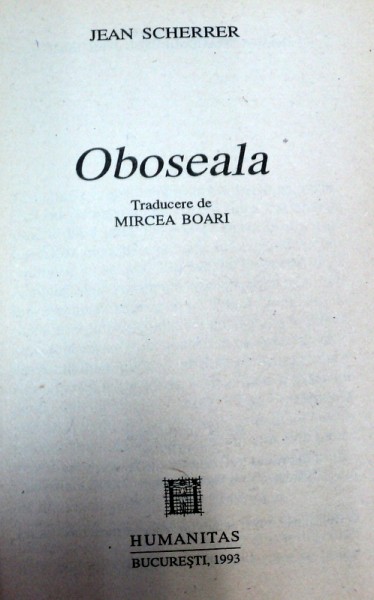 JEAN SCHERRER
Oboseala
Traducere de
MIRCEA BOARI
HUMANITAS
BUCUREŞTI, 1993